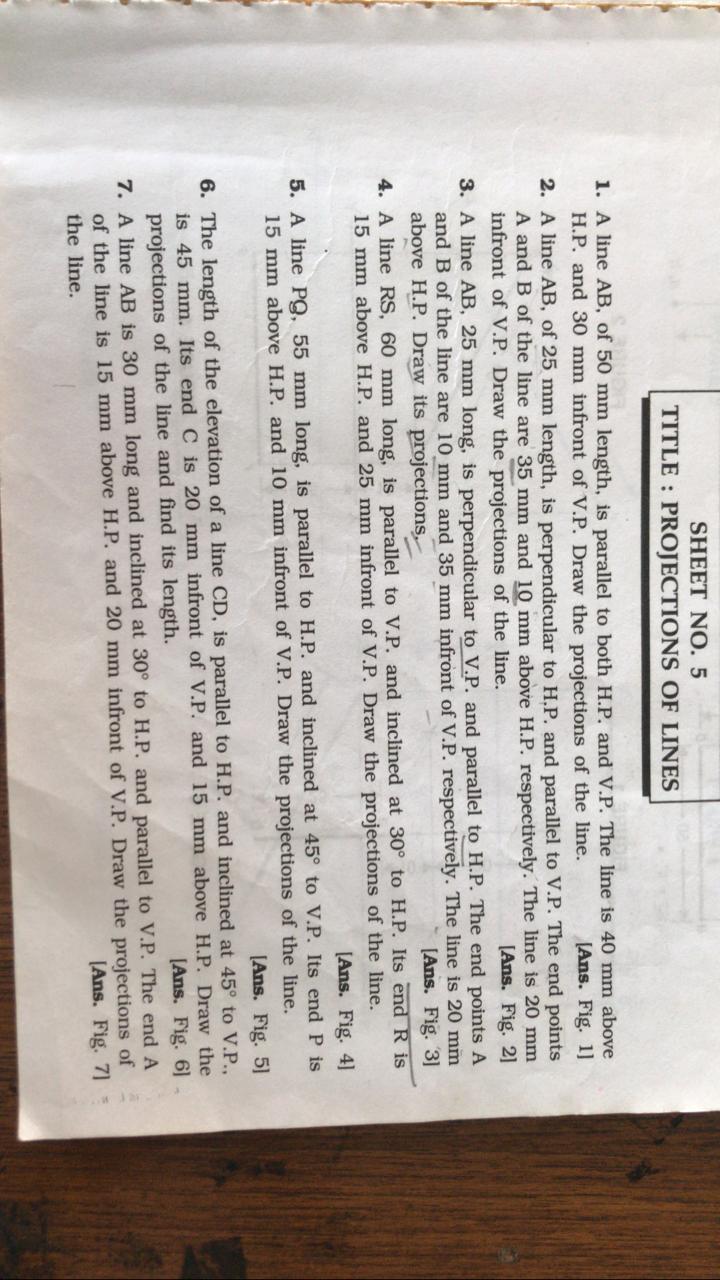 SHEET NO. 5
TITLE : PROJECTIONS OF LINES
1. A line AB, of 50 mm length, is parallel to both H.P. and V.P. The line is 40 mm above
H.P. and 30 mm infront of V.P. Draw the projections of the line. [Ans. Fig. 1]
2. A line AB, of 25 mm length, is perpendicular to H.P. and parallel to V.P. The end points
A and B of the line are 35 mm and 10 mm above H.P. respectively. The line is 20 mm
infront of V.P. Draw the projections of the line. [Ans. Fig. 2]
3. A line AB, 25 mm long, is perpendicular to V.P. and parallel to H.P. The end points A
and B of the line are 10 mm and 35 mm infront of V.P. respectively. The line is 20 mm
above H.P. Draw its projections. [Ans. Fig. 3]
4. A line RS, 60 mm long, is parallel to V.P. and inclined at 30° to H.P. Its end R is
15 mm above H.P. and 25 mm infront of V.P. Draw the projections of the line.
[Ans. Fig. 4]
5. A line PQ, 55 mm long, is parallel to H.P. and inclined at 45° to V.P. Its end P is
15 mm above H.P. and 10 mm infront of V.P. Draw the projections of the line.
[Ans. Fig. 5]
6. The length of the elevation of a line CD, is parallel to H.P. and inclined at 45° to V.P.,
is 45 mm. Its end C is 20 mm infront of V.P. and 15 mm above H.P. Draw the
projections of the line and find its length. [Ans. Fig. 6]
7. A line AB is 30 mm long and inclined at 30° to H.P. and parallel to V.P. The end A
of the line is 15 mm above H.P. and 20 mm infront of V.P. Draw the projections of
the line. [Ans. Fig. 7]